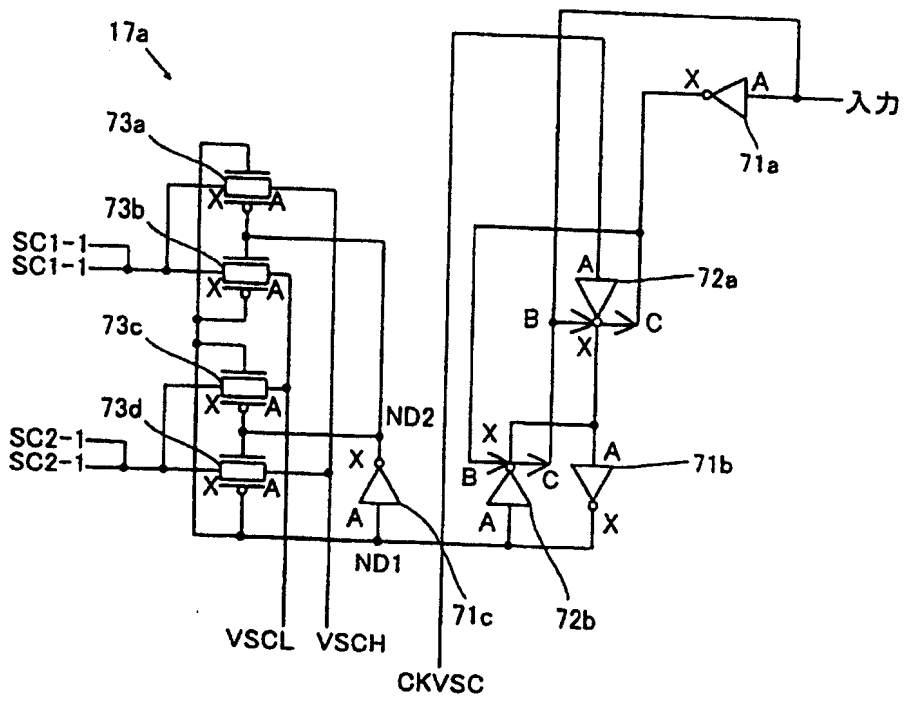 17a
X
A
入力
71a
73a
X
A
73b
SC1-1
SC1-1
X
A
A
72a
B
C
X
73c
X
A
73d
ND2
SC2-1
SC2-1
X
A
X
X
B
C
A
71b
A
A
X
ND1
71c
72b
VSCL
VSCH
CKVSC